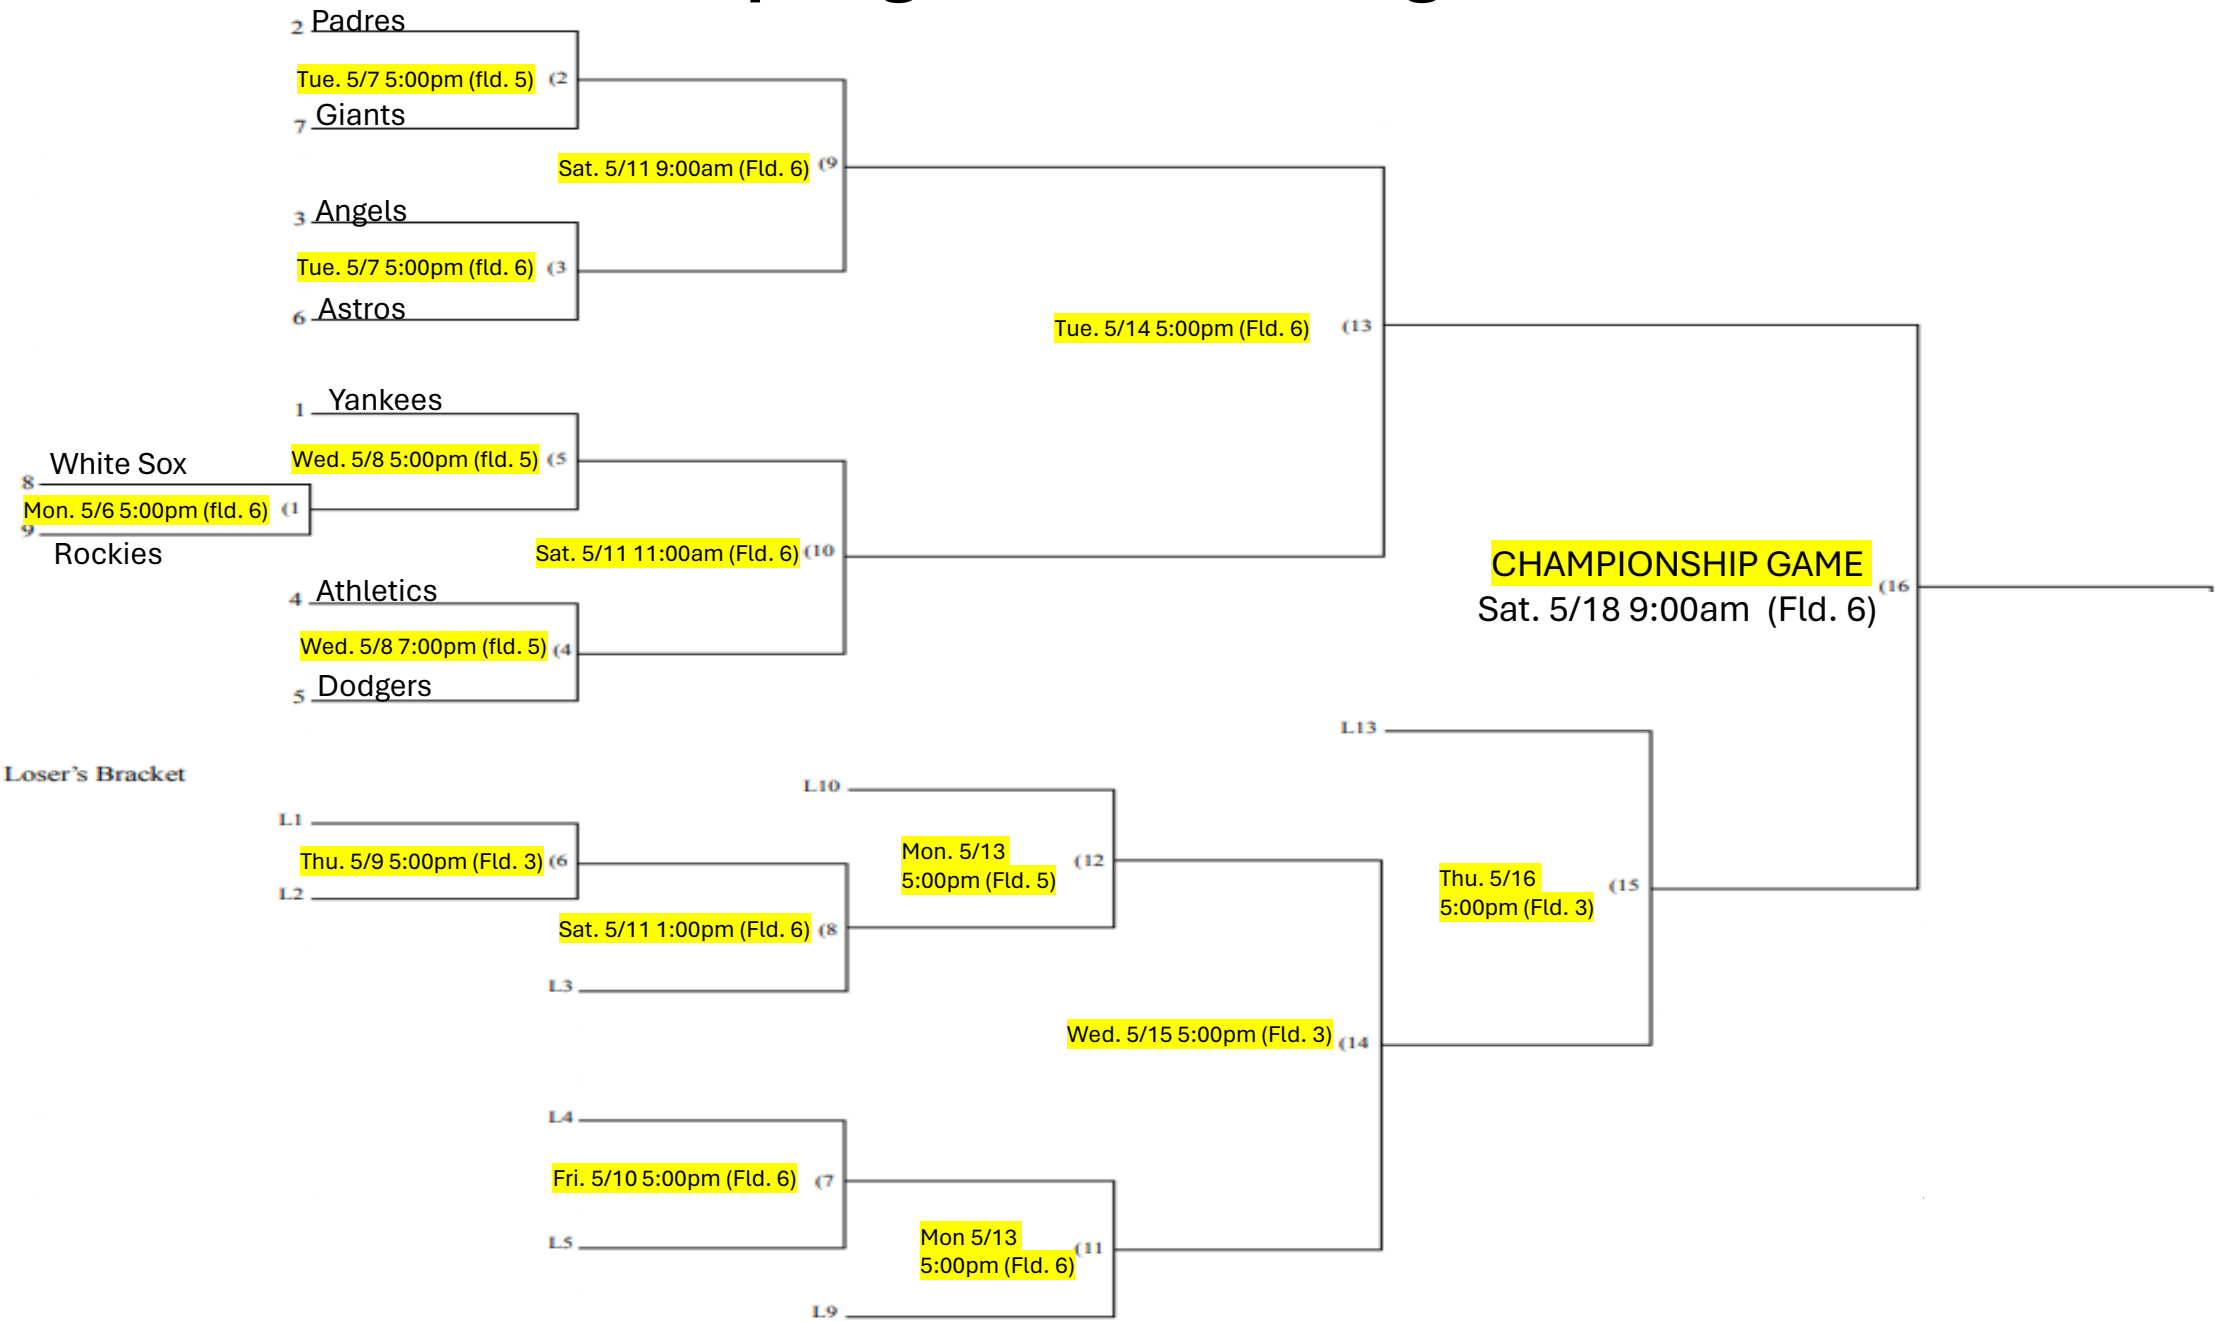 2 Padres
Tue. 5/7 5:00pm (fld. 5) (2
7 Giants
Sat. 5/11 9:00am (Fld. 6) (9
3 Angels
Tue. 5/7 5:00pm (fld. 6) (3
6 Astros
Tue. 5/14 5:00pm (Fld. 6) (13
1 Yankees
Wed. 5/8 5:00pm (fld. 5) (5
White Sox
8
Mon. 5/6 5:00pm (fld. 6) (1
9
Rockies
Sat. 5/11 11:00am (Fld. 6) (10
4 Athletics
Wed. 5/8 7:00pm (fld. 5) (4
5 Dodgers
CHAMPIONSHIP GAME
(16
Sat. 5/18 9:00am (Fld. 6)
L13
Loser's Bracket
L10
L1
Thu. 5/9 5:00pm (Fld. 3) (6
L2
Mon. 5/13
5:00pm (Fld. 5)
(12
Thu. 5/16
5:00pm (Fld. 3)
(15
Sat. 5/11 1:00pm (Fld. 6) (8
L3
Wed. 5/15 5:00pm (Fld. 3) (14
L4
Fri. 5/10 5:00pm (Fld. 6) (7
L5
Mon 5/13
5:00pm (Fld. 6)
(11
L9